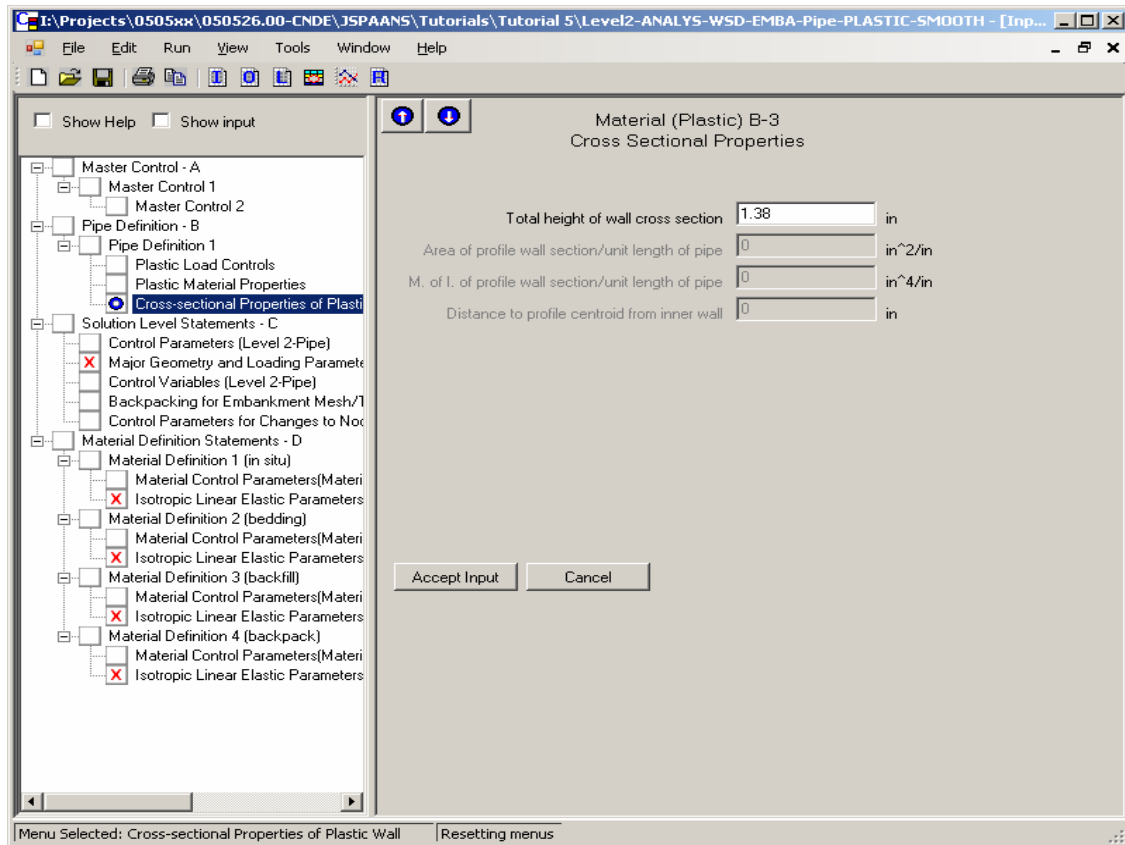 I:\Projects\0505xx\050526.00-CNDE\JSPAANS\Tutorials\Tutorial 5\Level2-ANALYS-WSD-EMBA-Pipe-PLASTIC-SMOOTH - [Inp...
File Edit Run View Tools Window Help
Show Help Show input
Master Control - A
Master Control 1
Master Control 2
Pipe Definition - B
Pipe Definition 1
Plastic Load Controls
Plastic Material Properties
Cross-sectional Properties of Plasti
Solution Level Statements - C
Control Parameters (Level 2-Pipe)
X Major Geometry and Loading Paramete
Control Variables (Level 2-Pipe)
Backpacking for Embankment Mesh/T
Control Parameters for Changes to Noc
Material Definition Statements - D
Material Definition 1 (in situ)
Material Control Parameters(Materi
X Isotropic Linear Elastic Parameters
Material Definition 2 (bedding)
Material Control Parameters(Materi
X Isotropic Linear Elastic Parameters
Material Definition 3 (backfill)
Material Control Parameters(Materi
X Isotropic Linear Elastic Parameters
Material Definition 4 (backpack)
Material Control Parameters(Materi
X Isotropic Linear Elastic Parameters
Material (Plastic) B-3
Cross Sectional Properties
Total height of wall cross section 1.38 in
Area of profile wall section/unit length of pipe 0 in^2/in
M. of I. of profile wall section/unit length of pipe 0 in^4/in
Distance to profile centroid from inner wall 0 in
Accept Input Cancel
Menu Selected: Cross-sectional Properties of Plastic Wall Resetting menus